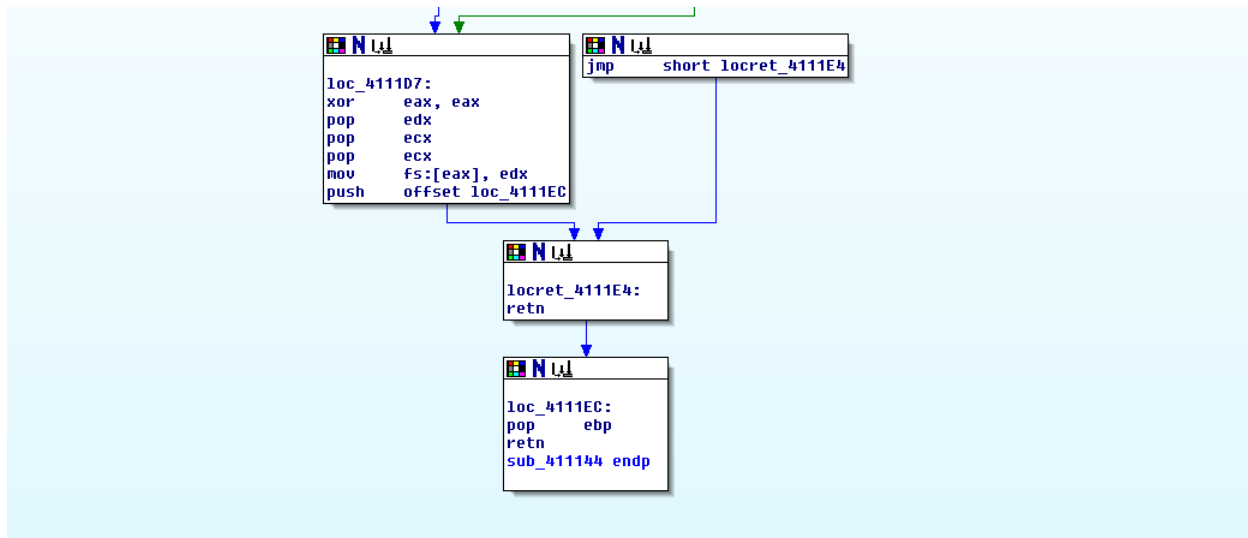 loc_4111D7:
xor eax, eax
pop edx
pop ecx
pop ecx
mov fs:[eax], edx
push offset loc_4111EC
jmp short locret_4111E4
locret_4111E4:
retn
loc_4111EC:
pop ebp
retn
sub_411144 endp